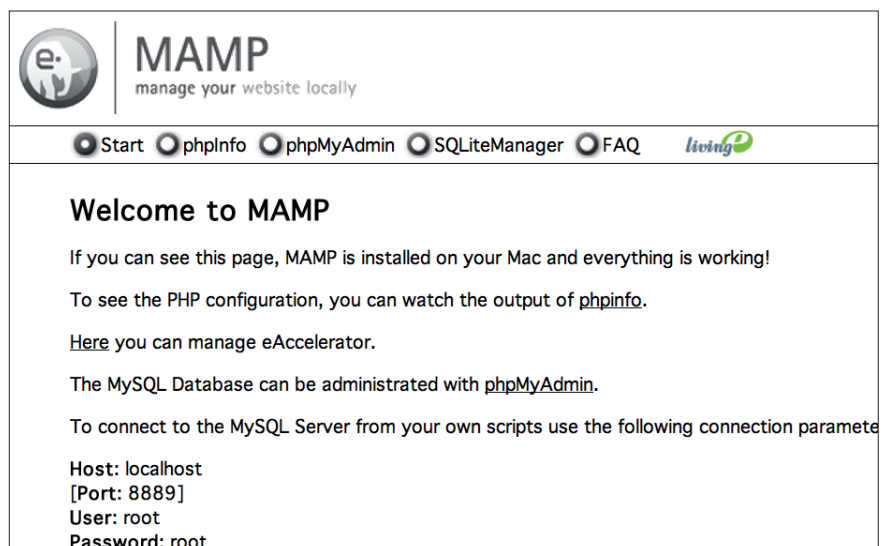 e.
MAMP
manage your website locally
Start phpInfo phpMyAdmin SQLiteManager FAQ living e
Welcome to MAMP
If you can see this page, MAMP is installed on your Mac and everything is working!
To see the PHP configuration, you can watch the output of phpinfo.
Here you can manage eAccelerator.
The MySQL Database can be administrated with phpMyAdmin.
To connect to the MySQL Server from your own scripts use the following connection paramete
Host: localhost
[Port: 8889]
User: root
Password: root